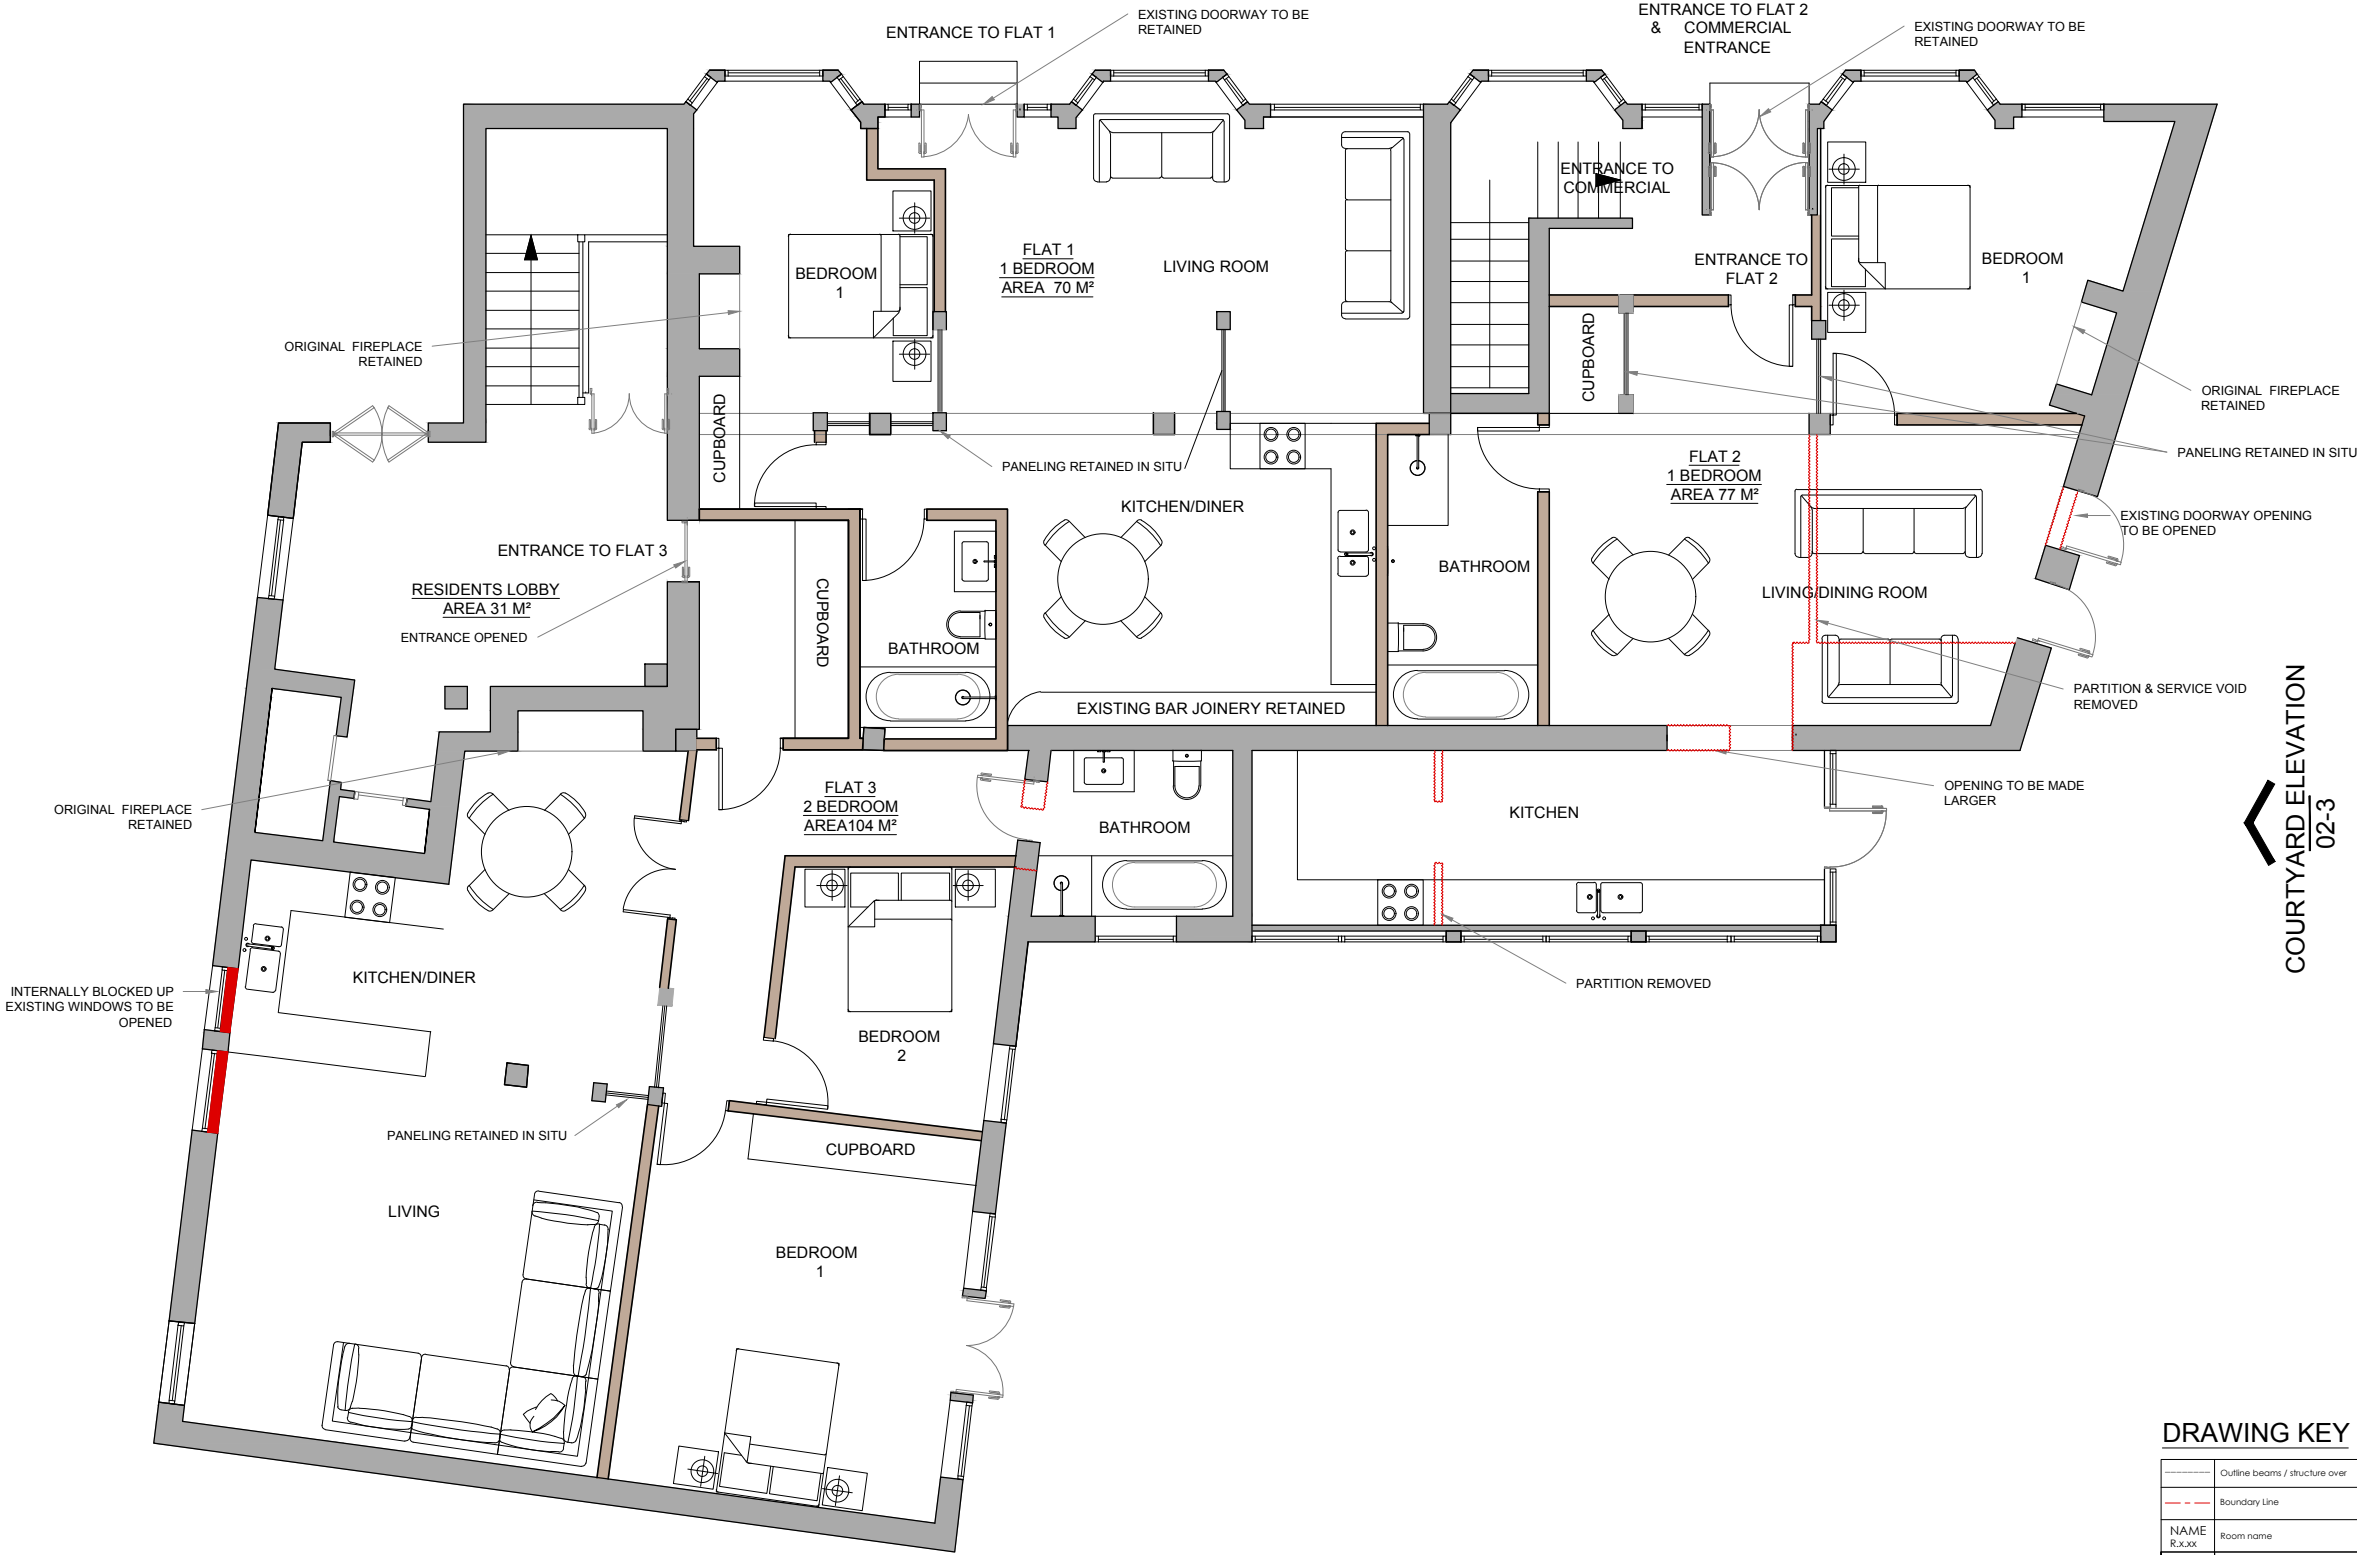 ENTRANCE TO FLAT 1
EXISTING DOORWAY TO BE
RETAINED
ENTRANCE TO FLAT 2
& COMMERCIAL
ENTRANCE
EXISTING DOORWAY TO BE
RETAINED
ENTRANCE TO
COMMERCIAL
FLAT 1
1 BEDROOM
AREA 70 M²
LIVING ROOM
BEDROOM
1
ENTRANCE TO
FLAT 2
BEDROOM
1
ORIGINAL FIREPLACE
RETAINED
CUPBOARD
CUPBOARD
ORIGINAL FIREPLACE
RETAINED
PANELING RETAINED IN SITU
PANELING RETAINED IN SITU
FLAT 2
1 BEDROOM
AREA 77 M²
KITCHEN/DINER
EXISTING DOORWAY OPENING
TO BE OPENED
ENTRANCE TO FLAT 3
RESIDENTS LOBBY
AREA 31 M²
ENTRANCE OPENED
CUPBOARD
BATHROOM
BATHROOM
LIVING/DINING ROOM
EXISTING BAR JOINERY RETAINED
PARTITION & SERVICE VOID
REMOVED
COURTYARD ELEVATION
02-3
ORIGINAL FIREPLACE
RETAINED
FLAT 3
2 BEDROOM
AREA104 M²
BATHROOM
KITCHEN
OPENING TO BE MADE
LARGER
KITCHEN/DINER
INTERNALLY BLOCKED UP
EXISTING WINDOWS TO BE
OPENED
PARTITION REMOVED
BEDROOM
2
PANELING RETAINED IN SITU
CUPBOARD
LIVING
BEDROOM
1
DRAWING KEY
Outline beams / structure over
Boundary Line
NAME
R.x.xx
Room name